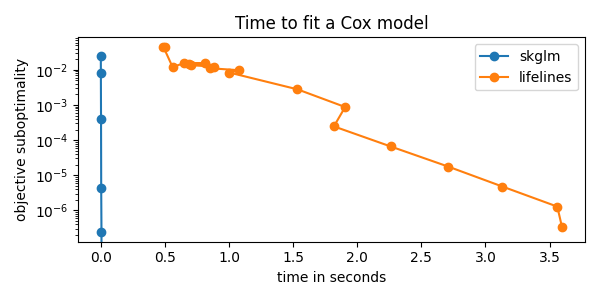 Time to fit a Cox model
objective suboptimality
10⁻²
10⁻³
10⁻⁴
10⁻⁵
10⁻⁶
skglm
lifelines
0.0 0.5 1.0 1.5 2.0 2.5 3.0 3.5
time in seconds